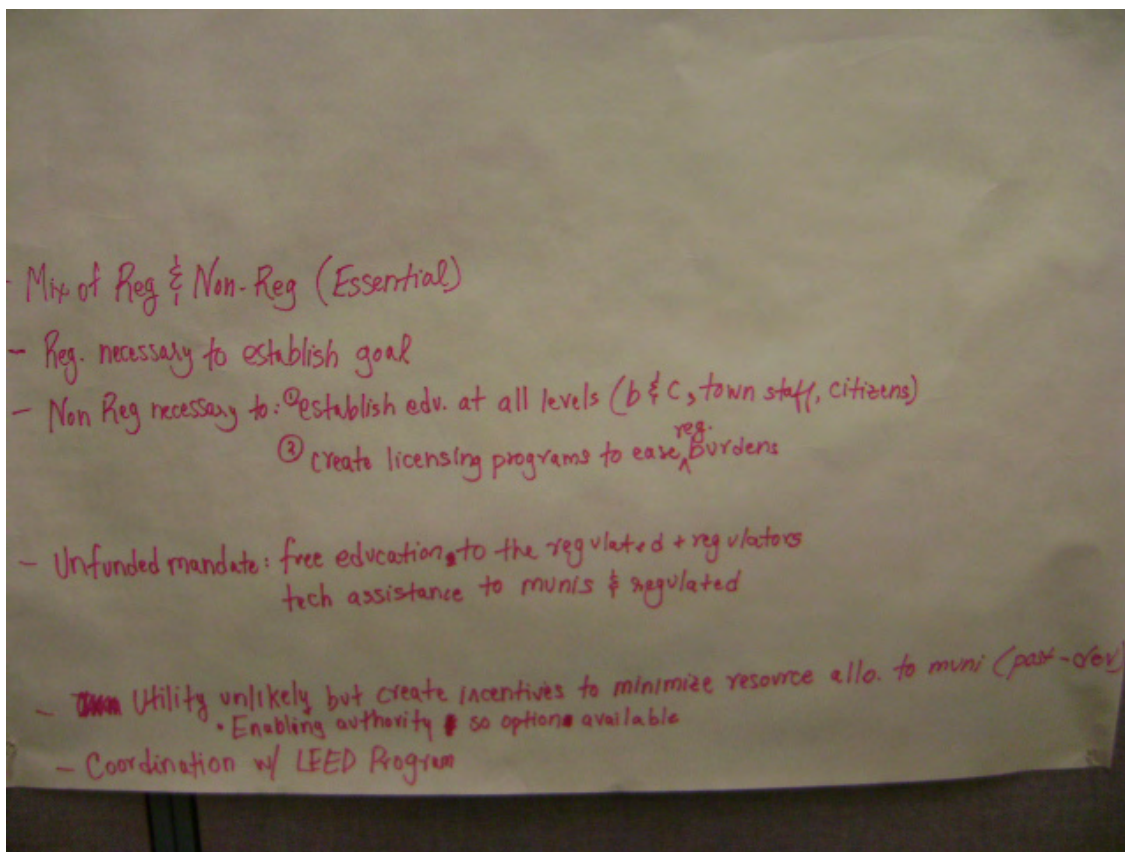 - Mix of Reg & Non-Reg (Essential)
- Reg. necessary to establish goal
- Non Reg necessary to: ① establish edu. at all levels (b & c, town staff, citizens)
② create licensing programs to ease ^reg. burdens
- Unfunded mandate: free education to the regulated + regulators
tech assistance to munis & regulated
- Utility unlikely but create incentives to minimize resource allo. to muni (post-dev)
• Enabling authority so option available
- Coordination w/ LEED Program